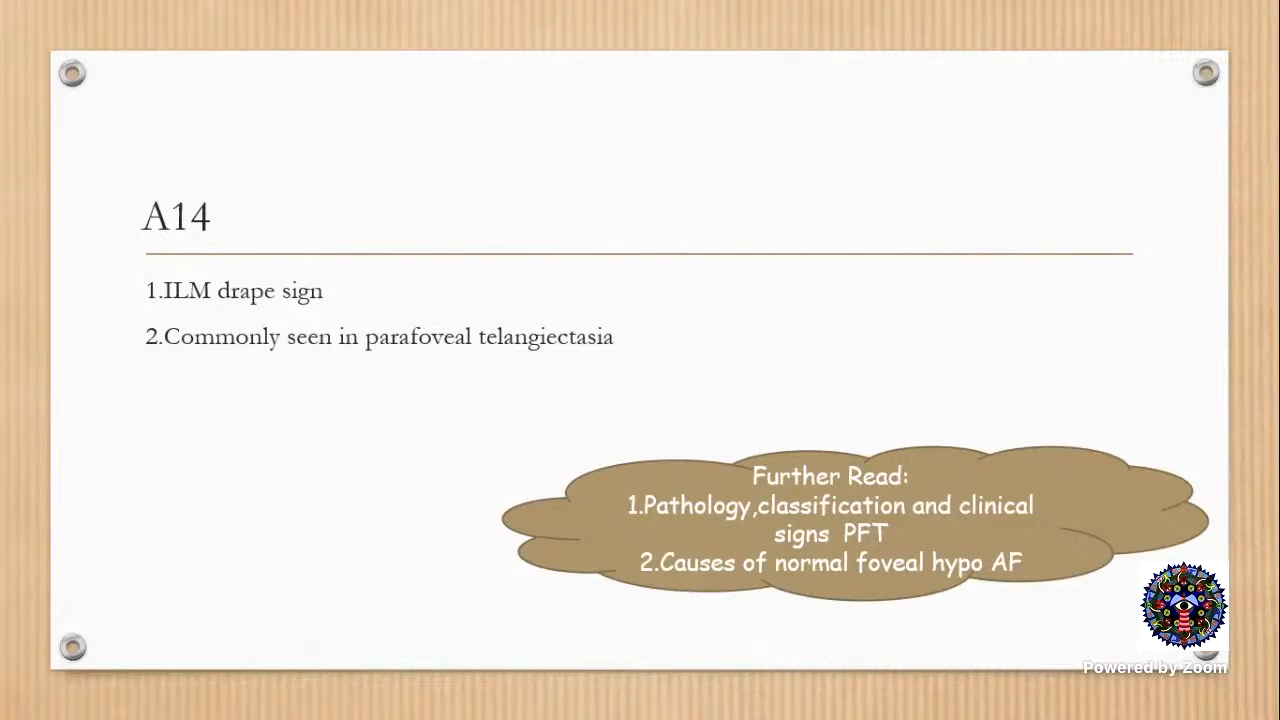 A14
1.ILM drape sign
2.Commonly seen in parafoveal telangiectasia
Further Read:
1.Pathology,classification and clinical
signs PFT
2.Causes of normal foveal hypo AF
Powered by Zoom